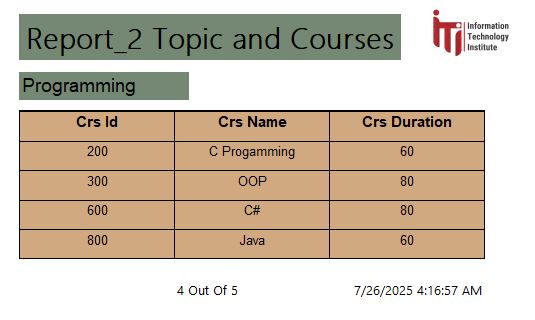 Report_2 Topic and Courses
iTi Information
Technology
Institute
Programming
Crs Id Crs Name Crs Duration
200 C Progamming 60
300 OOP 80
600 C# 80
800 Java 60
4 Out Of 5 7/26/2025 4:16:57 AM